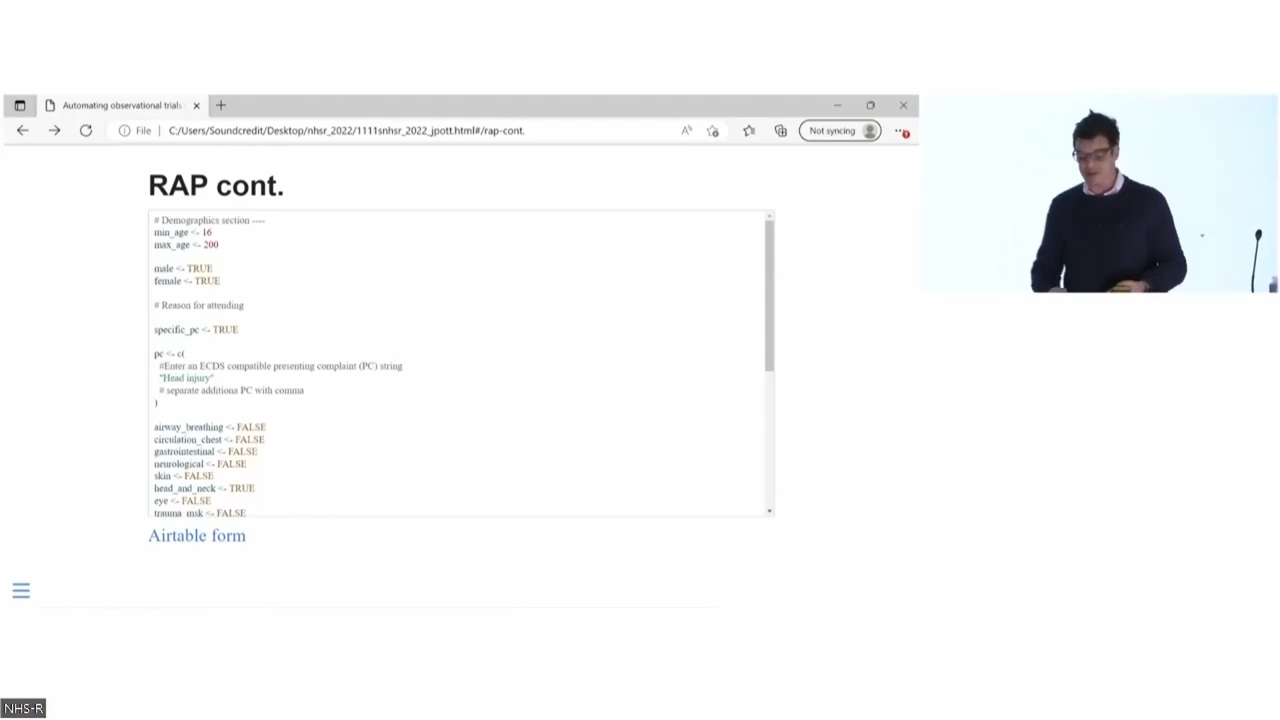 Automating observational trials
Not syncing
File
C:/Users/Soundcredit/Desktop/nhsr_2022/1111snhsr_2022_jpott.html#/rap-cont.
RAP cont.
# Demographics section ----
min_age <- 16
max_age <- 200
male <- TRUE
female <- TRUE
# Reason for attending
specific_pc <- TRUE
pc <- c(
#Enter an ECDS compatible presenting complaint (PC) string
"Head injury"
# separate additiona PC with comma
)
airway_breathing <- FALSE
circulation_chest <- FALSE
gastrointestinal <- FALSE
neurological <- FALSE
skin <- FALSE
head_and_neck <- TRUE
eye <- FALSE
trauma_msk <- FALSE
Airtable form
NHS-R